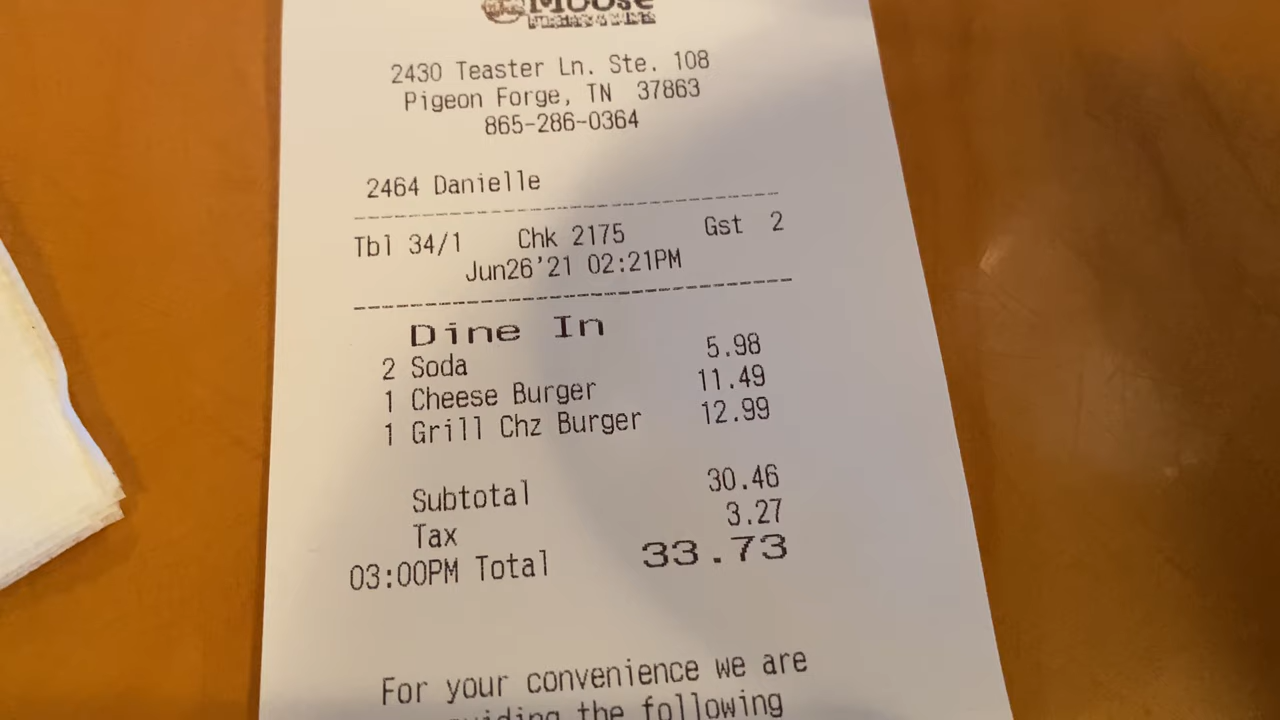 Moose
2430 Teaster Ln. Ste. 108
Pigeon Forge, TN 37863
865-286-0364
2464 Danielle
Tbl 34/1 Chk 2175 Gst 2
Jun26'21 02:21PM
Dine In
2 Soda 5.98
1 Cheese Burger 11.49
1 Grill Chz Burger 12.99
Subtotal 30.46
Tax 3.27
03:00PM Total 33.73
For your convenience we are
the following